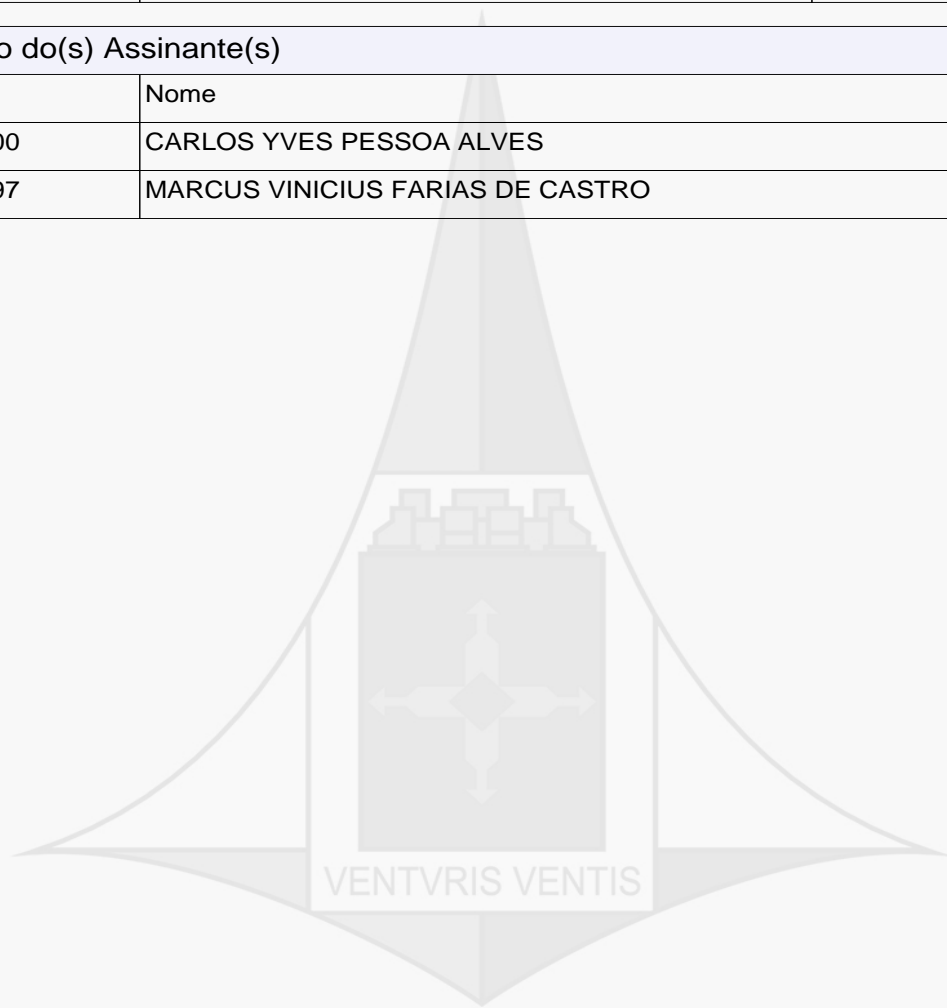 o do(s) Assinante(s)
Nome
00 CARLOS YVES PESSOA ALVES
97 MARCUS VINICIUS FARIAS DE CASTRO
VENTVRIS VENTIS